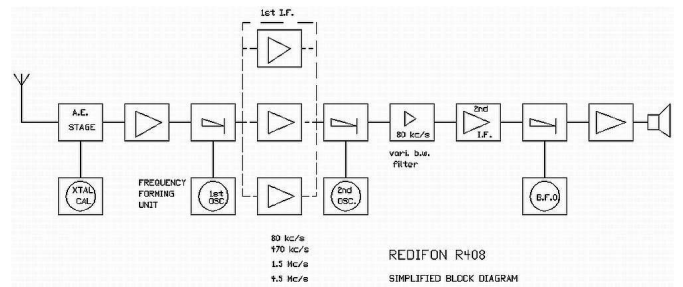 1st I.F.
A.E.
STAGE
80 kc/s
2nd
I.F.
vari. b.w.
filter
XTAL
CAL
FREQUENCY
FORMING
UNIT
1st
OSC.
2nd
OSC.
B.F.O
80 kc/s
470 kc/s
1.5 Mc/s
4.5 Mc/s
REDIFON R408
SIMPLIFIED BLOCK DIAGRAM